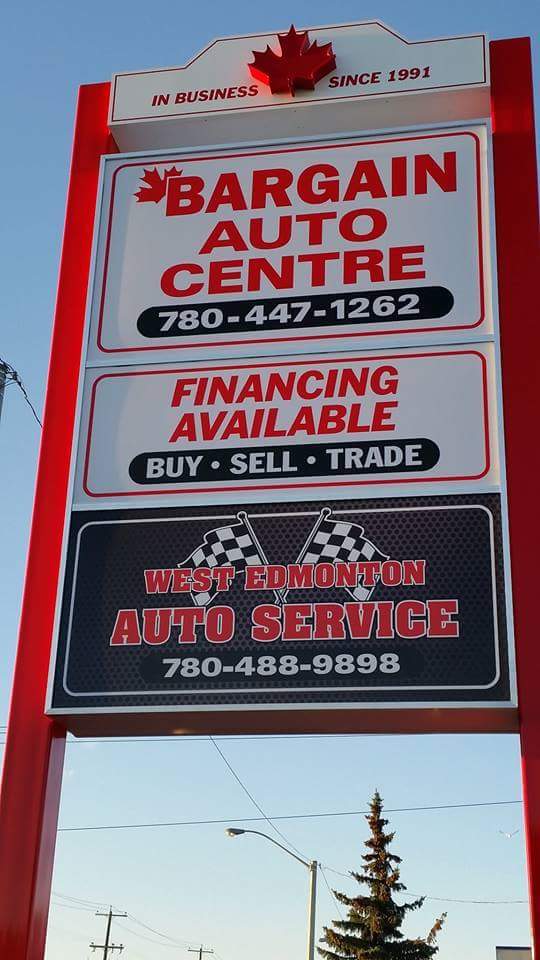 IN BUSINESS SINCE 1991
BARGAIN
AUTO
CENTRE
780-447-1262
FINANCING
AVAILABLE
BUY • SELL • TRADE
WEST EDMONTON
AUTO SERVICE
780-488-9898